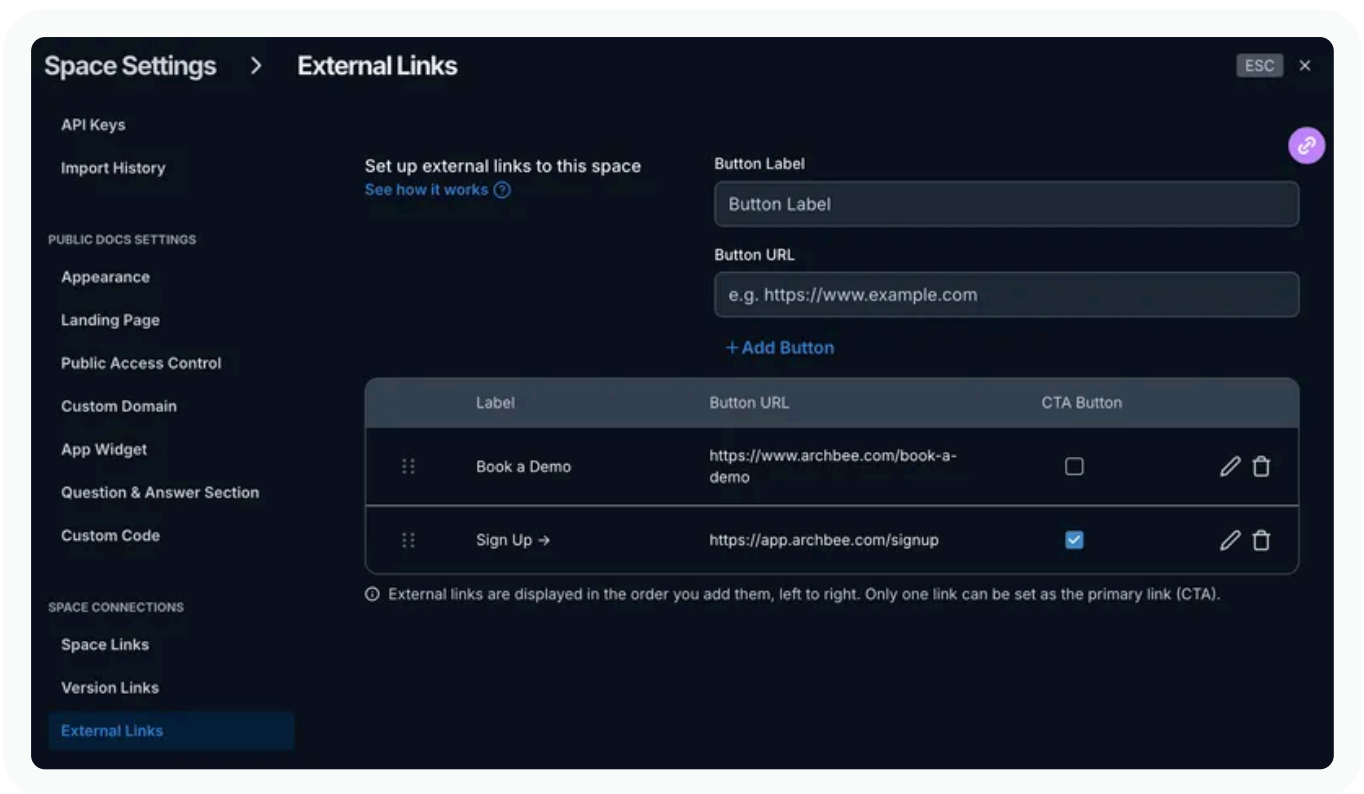 Space Settings > External Links ESC ×
API Keys
Import History
PUBLIC DOCS SETTINGS
Appearance
Landing Page
Public Access Control
Custom Domain
App Widget
Question & Answer Section
Custom Code
SPACE CONNECTIONS
Space Links
Version Links
External Links
Set up external links to this space
See how it works
Button Label
Button Label
Button URL
e.g. https://www.example.com
+ Add Button
Label Button URL CTA Button
Book a Demo https://www.archbee.com/book-a-
demo
Sign Up → https://app.archbee.com/signup
External links are displayed in the order you add them, left to right. Only one link can be set as the primary link (CTA).